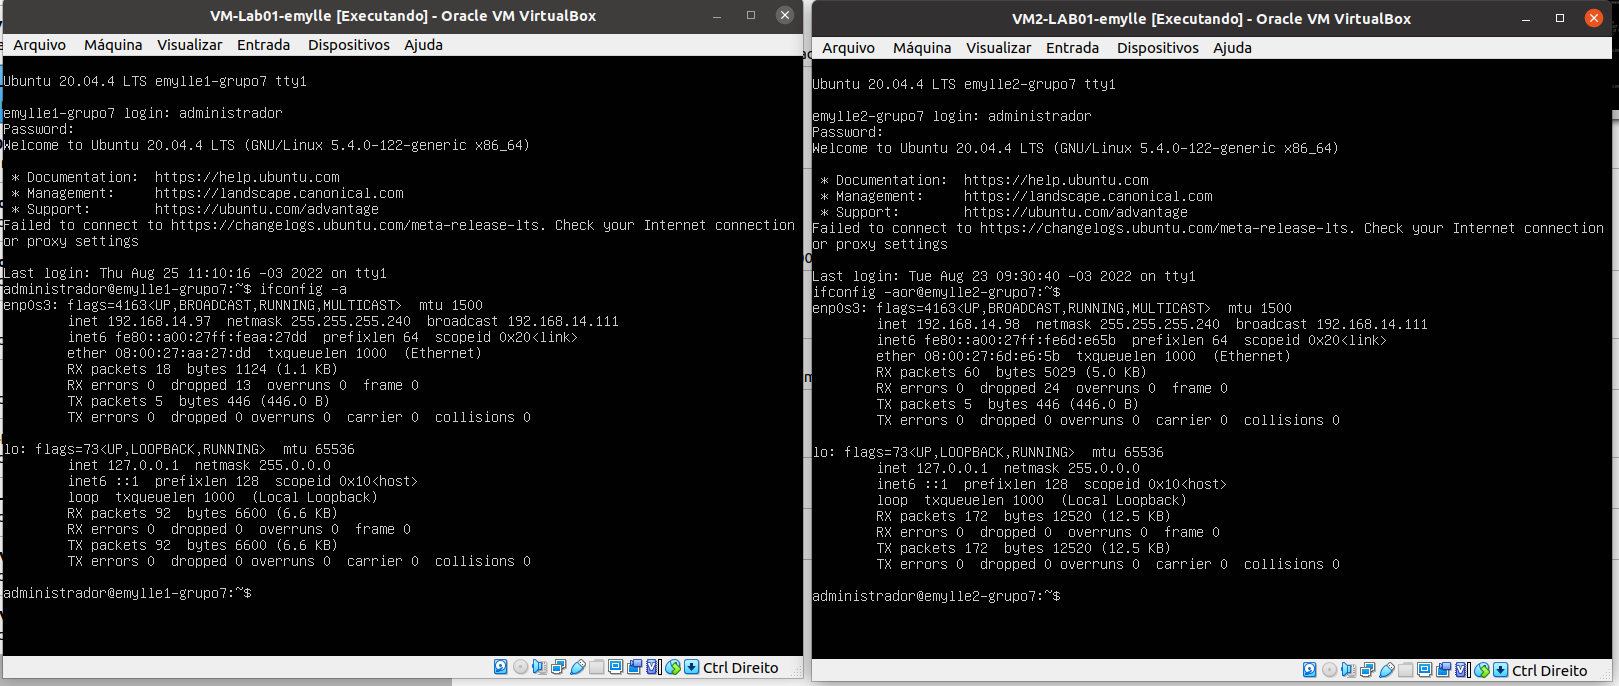 VM-Lab01-emylle [Executando] - Oracle VM VirtualBox
Arquivo Máquina Visualizar Entrada Dispositivos Ajuda
Ubuntu 20.04.4 LTS emylle1-grupo7 tty1
emylle1-grupo7 login: administrador
Password:
Welcome to Ubuntu 20.04.4 LTS (GNU/Linux 5.4.0-122-generic x86_64)
* Documentation: https://help.ubuntu.com
* Management: https://landscape.canonical.com
* Support: https://ubuntu.com/advantage
Failed to connect to https://changelogs.ubuntu.com/meta-release-lts. Check your Internet connection
or proxy settings
Last login: Thu Aug 25 11:10:16 -03 2022 on tty1
administrador@emylle1-grupo7:~$ ifconfig -a
enp0s3: flags=4163<UP,BROADCAST,RUNNING,MULTICAST> mtu 1500
inet 192.168.14.97 netmask 255.255.255.240 broadcast 192.168.14.111
inet6 fe80::a00:27ff:feaa:27dd prefixlen 64 scopeid 0x20<link>
ether 08:00:27:aa:27:dd txqueuelen 1000 (Ethernet)
RX packets 18 bytes 1124 (1.1 KB)
RX errors 0 dropped 13 overruns 0 frame 0
TX packets 5 bytes 446 (446.0 B)
TX errors 0 dropped 0 overruns 0 carrier 0 collisions 0
lo: flags=73<UP,LOOPBACK,RUNNING> mtu 65536
inet 127.0.0.1 netmask 255.0.0.0
inet6 ::1 prefixlen 128 scopeid 0x10<host>
loop txqueuelen 1000 (Local Loopback)
RX packets 92 bytes 6600 (6.6 KB)
RX errors 0 dropped 0 overruns 0 frame 0
TX packets 92 bytes 6600 (6.6 KB)
TX errors 0 dropped 0 overruns 0 carrier 0 collisions 0
administrador@emylle1-grupo7:~$
Ctrl Direito
VM2-LAB01-emylle [Executando] - Oracle VM VirtualBox
Arquivo Máquina Visualizar Entrada Dispositivos Ajuda
Ubuntu 20.04.4 LTS emylle2-grupo7 tty1
emylle2-grupo7 login: administrador
Password:
Welcome to Ubuntu 20.04.4 LTS (GNU/Linux 5.4.0-122-generic x86_64)
* Documentation: https://help.ubuntu.com
* Management: https://landscape.canonical.com
* Support: https://ubuntu.com/advantage
Failed to connect to https://changelogs.ubuntu.com/meta-release-lts. Check your Internet connection
or proxy settings
Last login: Tue Aug 23 09:30:40 -03 2022 on tty1
ifconfig -aor@emylle2-grupo7:~$
enp0s3: flags=4163<UP,BROADCAST,RUNNING,MULTICAST> mtu 1500
inet 192.168.14.98 netmask 255.255.255.240 broadcast 192.168.14.111
inet6 fe80::a00:27ff:fe6d:e65b prefixlen 64 scopeid 0x20<link>
ether 08:00:27:6d:e6:5b txqueuelen 1000 (Ethernet)
RX packets 60 bytes 5029 (5.0 KB)
RX errors 0 dropped 24 overruns 0 frame 0
TX packets 5 bytes 446 (446.0 B)
TX errors 0 dropped 0 overruns 0 carrier 0 collisions 0
lo: flags=73<UP,LOOPBACK,RUNNING> mtu 65536
inet 127.0.0.1 netmask 255.0.0.0
inet6 ::1 prefixlen 128 scopeid 0x10<host>
loop txqueuelen 1000 (Local Loopback)
RX packets 172 bytes 12520 (12.5 KB)
RX errors 0 dropped 0 overruns 0 frame 0
TX packets 172 bytes 12520 (12.5 KB)
TX errors 0 dropped 0 overruns 0 carrier 0 collisions 0
administrador@emylle2-grupo7:~$
Ctrl Direito